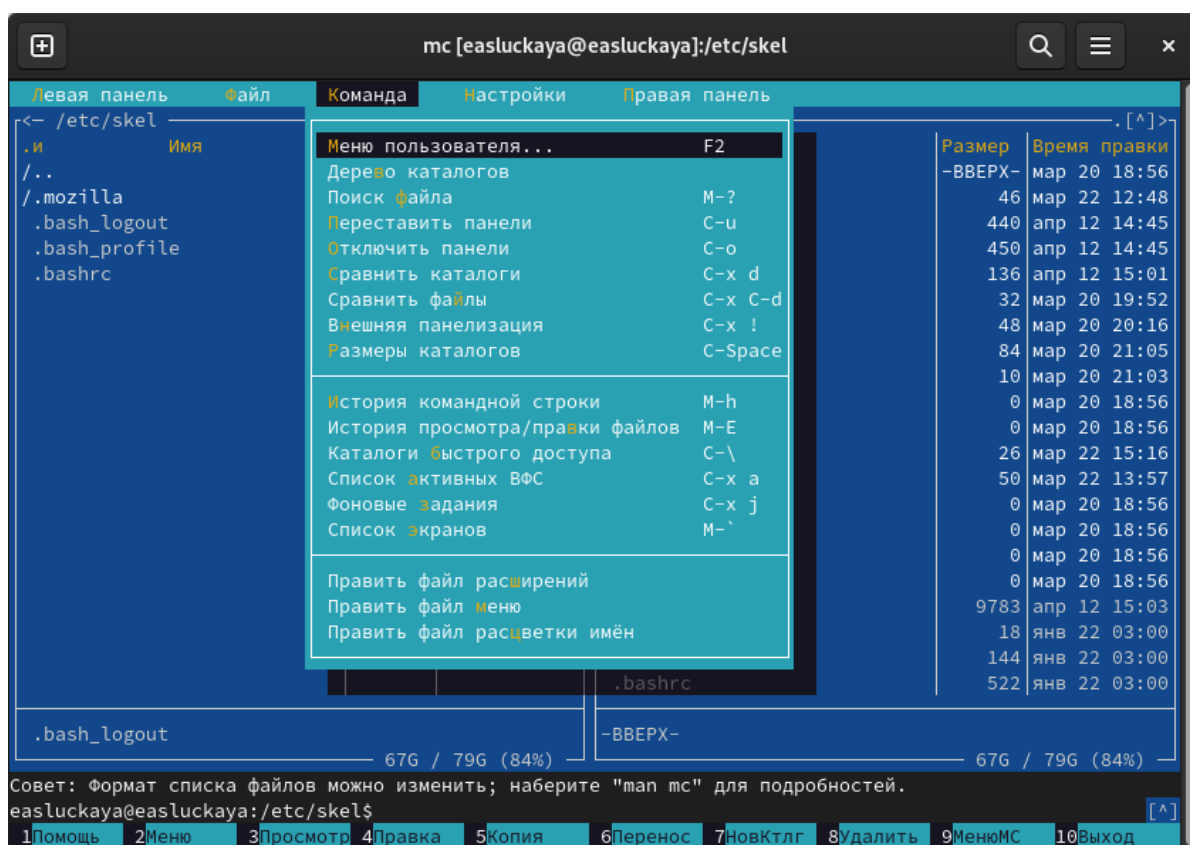 mc [easluckaya@easluckaya]:/etc/skel
Левая панель Файл Команда Настройки Правая панель
<— /etc/skel .[^]>
.и Имя Размер Время правки
Меню пользователя... F2
/.. -ВВЕРХ- мар 20 18:56
Дерево каталогов
/.mozilla Поиск файла M-? 46 мар 22 12:48
.bash_logout Переставить панели C-u 440 апр 12 14:45
.bash_profile Отключить панели C-o 450 апр 12 14:45
.bashrc Сравнить каталоги C-x d 136 апр 12 15:01
Сравнить файлы C-x C-d 32 мар 20 19:52
Внешняя панелизация C-x ! 48 мар 20 20:16
Размеры каталогов C-Space 84 мар 20 21:05
10 мар 20 21:03
История командной строки M-h 0 мар 20 18:56
История просмотра/правки файлов M-E 0 мар 20 18:56
Каталоги быстрого доступа C-\ 26 мар 22 15:16
Список активных ВФС C-x a 50 мар 22 13:57
Фоновые задания C-x j 0 мар 20 18:56
Список экранов M-` 0 мар 20 18:56
0 мар 20 18:56
Править файл расширений 0 мар 20 18:56
Править файл меню 9783 апр 12 15:03
Править файл расцветки имён 18 янв 22 03:00
144 янв 22 03:00
.bashrc 522 янв 22 03:00
.bash_logout -ВВЕРХ-
67G / 79G (84%) 67G / 79G (84%)
Совет: Формат списка файлов можно изменить; наберите "man mc" для подробностей.
easluckaya@easluckaya:/etc/skel$ [^]
1Помощь 2Меню 3Просмотр 4Правка 5Копия 6Перенос 7НовКтлг 8Удалить 9МенюМС 10Выход